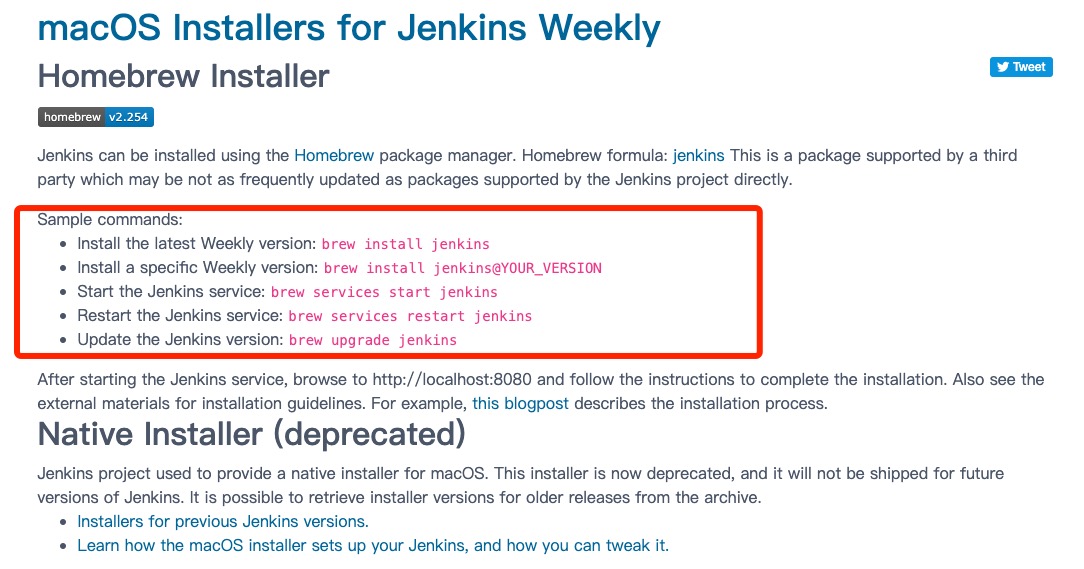 macOS Installers for Jenkins Weekly
Homebrew Installer
Tweet
homebrew v2.254
Jenkins can be installed using the Homebrew package manager. Homebrew formula: jenkins This is a package supported by a third
party which may be not as frequently updated as packages supported by the Jenkins project directly.
Sample commands:
• Install the latest Weekly version: brew install jenkins
• Install a specific Weekly version: brew install jenkins@YOUR_VERSION
• Start the Jenkins service: brew services start jenkins
• Restart the Jenkins service: brew services restart jenkins
• Update the Jenkins version: brew upgrade jenkins
After starting the Jenkins service, browse to http://localhost:8080 and follow the instructions to complete the installation. Also see the
external materials for installation guidelines. For example, this blogpost describes the installation process.
Native Installer (deprecated)
Jenkins project used to provide a native installer for macOS. This installer is now deprecated, and it will not be shipped for future
versions of Jenkins. It is possible to retrieve installer versions for older releases from the archive.
• Installers for previous Jenkins versions.
• Learn how the macOS installer sets up your Jenkins, and how you can tweak it.